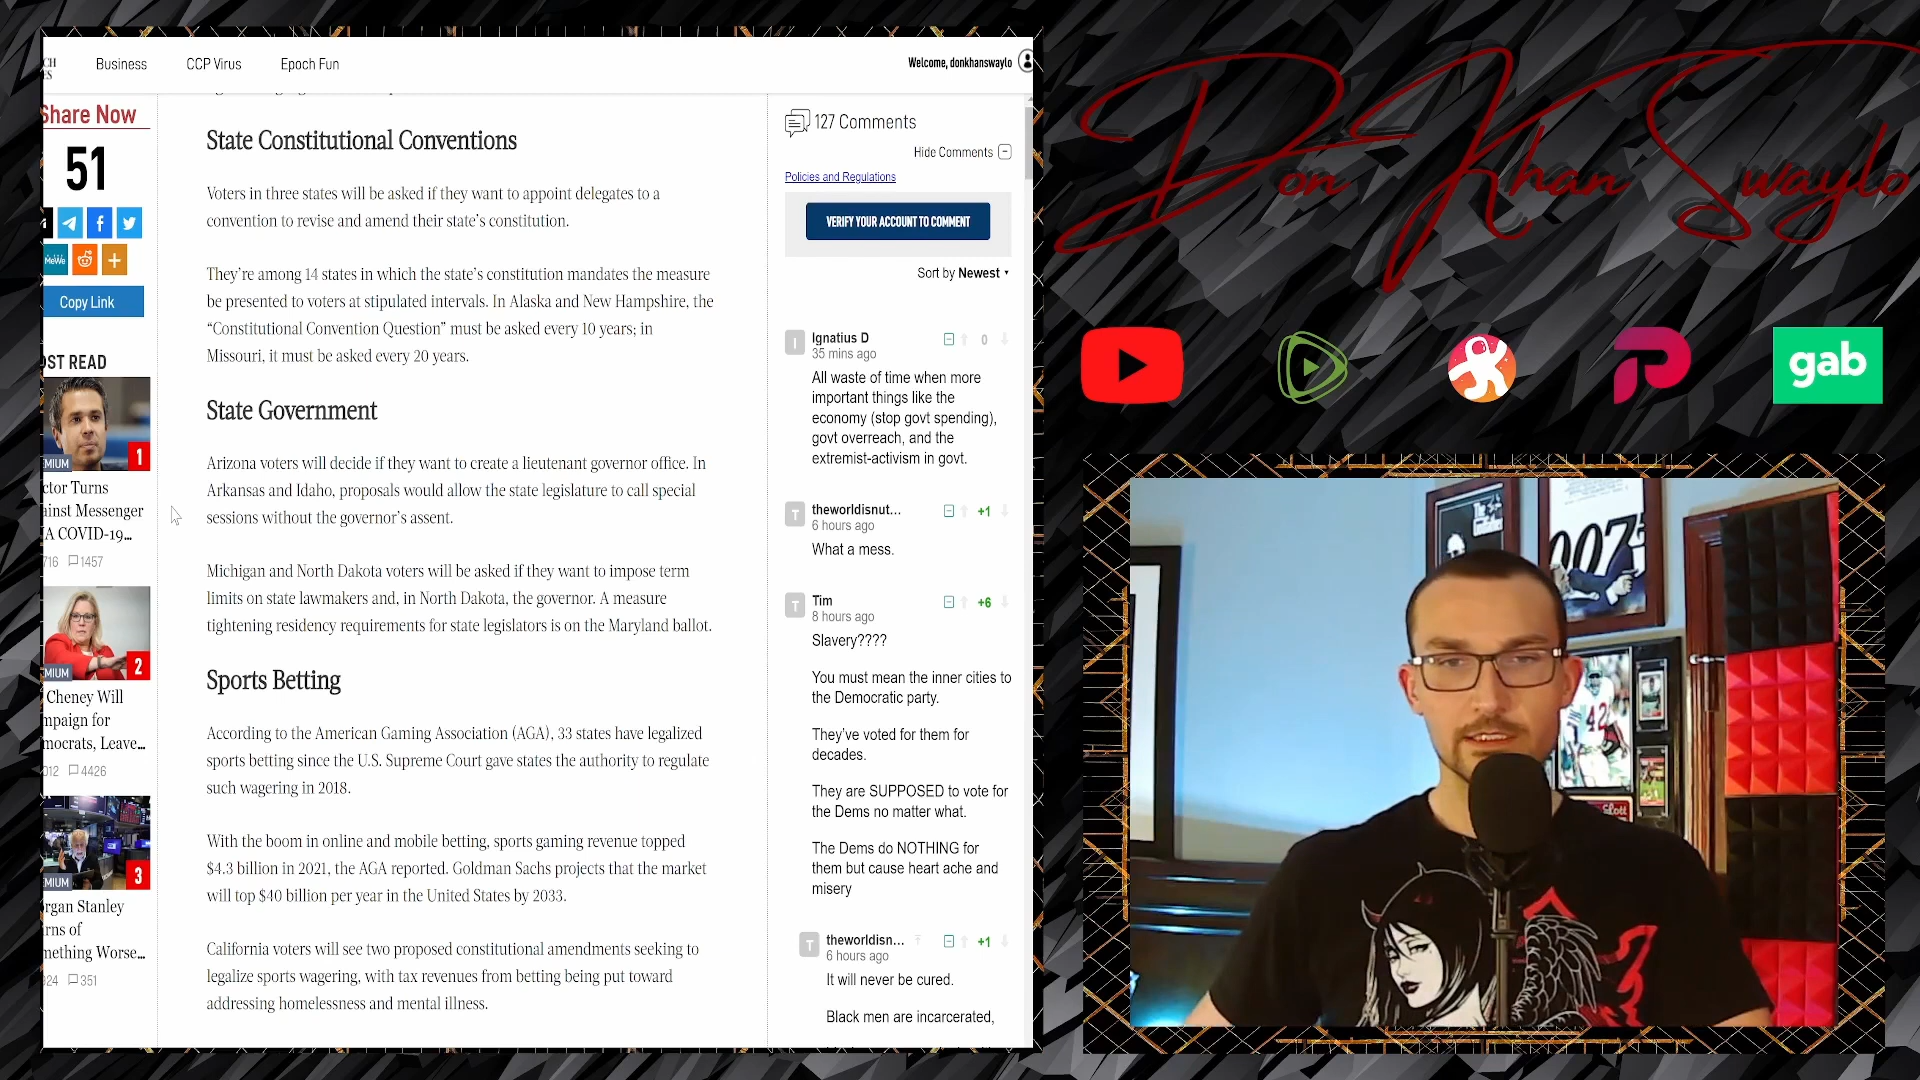 Business
CCP Virus
Epoch Fun
Welcome, donkhanswaylo
Share Now
51
MeWe
Copy Link
OST READ
EMIUM
1
ctor Turns
ainst Messenger
A COVID-19...
716
1457
EMIUM
2
Cheney Will
mpaign for
mocrats, Leave...
012
4426
EMIUM
3
rgan Stanley
rns of
mething Worse...
324
351
State Constitutional Conventions
Voters in three states will be asked if they want to appoint delegates to a
convention to revise and amend their state’s constitution.
They’re among 14 states in which the state’s constitution mandates the measure
be presented to voters at stipulated intervals. In Alaska and New Hampshire, the
“Constitutional Convention Question” must be asked every 10 years; in
Missouri, it must be asked every 20 years.
State Government
Arizona voters will decide if they want to create a lieutenant governor office. In
Arkansas and Idaho, proposals would allow the state legislature to call special
sessions without the governor’s assent.
Michigan and North Dakota voters will be asked if they want to impose term
limits on state lawmakers and, in North Dakota, the governor. A measure
tightening residency requirements for state legislators is on the Maryland ballot.
Sports Betting
According to the American Gaming Association (AGA), 33 states have legalized
sports betting since the U.S. Supreme Court gave states the authority to regulate
such wagering in 2018.
With the boom in online and mobile betting, sports gaming revenue topped
$4.3 billion in 2021, the AGA reported. Goldman Sachs projects that the market
will top $40 billion per year in the United States by 2033.
California voters will see two proposed constitutional amendments seeking to
legalize sports wagering, with tax revenues from betting being put toward
addressing homelessness and mental illness.
127 Comments
Hide Comments
Policies and Regulations
VERIFY YOUR ACCOUNT TO COMMENT
Sort by Newest
I
Ignatius D
0
35 mins ago
All waste of time when more
important things like the
economy (stop govt spending),
govt overreach, and the
extremist-activism in govt.
T
theworldisnut...
+1
6 hours ago
What a mess.
T
Tim
+6
8 hours ago
Slavery????
You must mean the inner cities to
the Democratic party.
They’ve voted for them for
decades.
They are SUPPOSED to vote for
the Dems no matter what.
The Dems do NOTHING for
them but cause heart ache and
misery
T
theworldisn...
+1
6 hours ago
It will never be cured.
Black men are incarcerated,
Don Khan Swaylo
gab
007
42